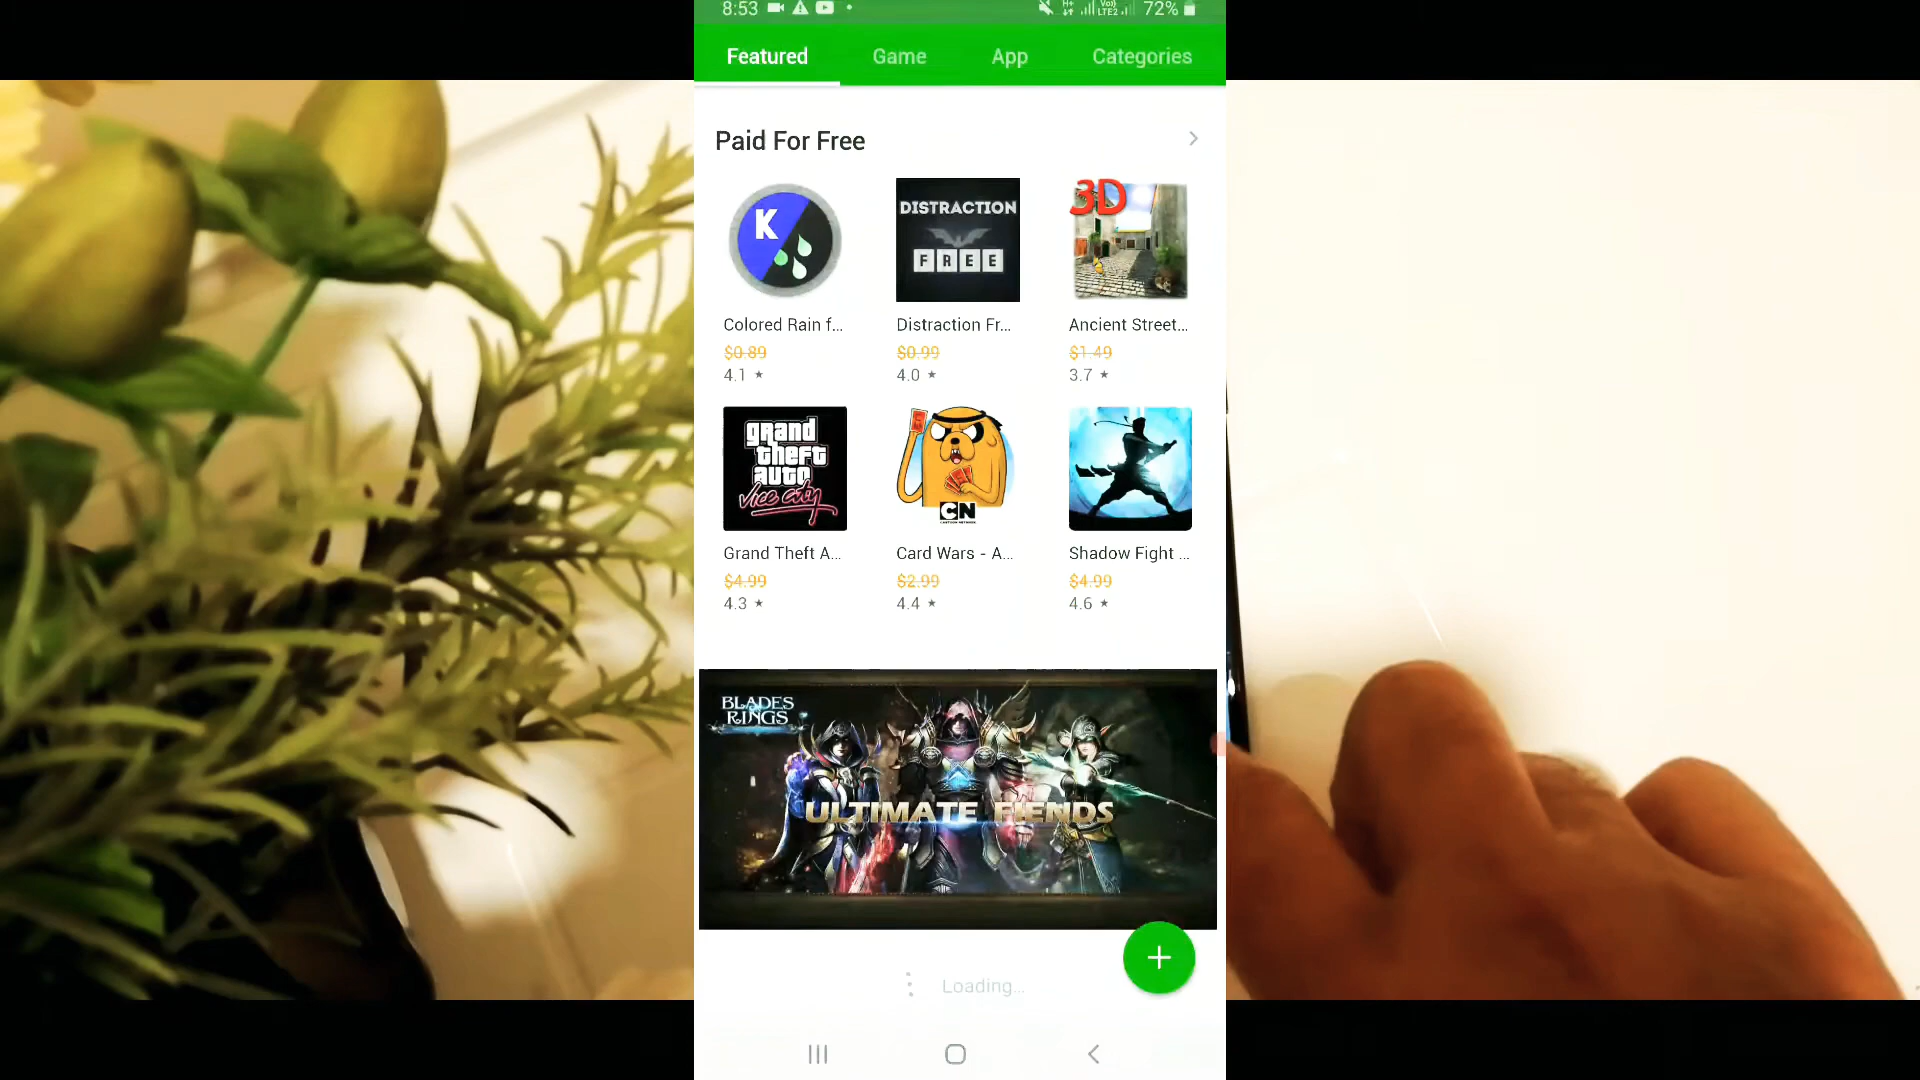 8:53 72%
Featured Game App Categories
Paid For Free
K
DISTRACTION
FREE
3D
Colored Rain f... Distraction Fr... Ancient Street...
$0.89 $0.99 $1.49
4.1 ★ 4.0 ★ 3.7 ★
grand
theft
auto
vice city
CN
CARTOON NETWORK
Grand Theft A... Card Wars - A... Shadow Fight ...
$4.99 $2.99 $4.99
4.3 ★ 4.4 ★ 4.6 ★
BLADES
RINGS
ULTIMATE FIENDS
Loading...